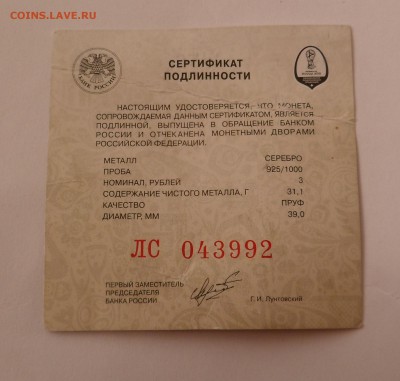 COINS.LAVE.RU
СЕРТИФИКАТ
ПОДЛИННОСТИ
БАНК РОССИИ
НАСТОЯЩИМ УДОСТОВЕРЯЕТСЯ, ЧТО МОНЕТА,
СОПРОВОЖДАЕМАЯ ДАННЫМ СЕРТИФИКАТОМ, ЯВЛЯЕТСЯ
ПОДЛИННОЙ, ВЫПУЩЕНА В ОБРАЩЕНИЕ БАНКОМ
РОССИИ И ОТЧЕКАНЕНА МОНЕТНЫМИ ДВОРАМИ
РОССИЙСКОЙ ФЕДЕРАЦИИ.
МЕТАЛЛ СЕРЕБРО
ПРОБА 925/1000
НОМИНАЛ, РУБЛЕЙ 3
СОДЕРЖАНИЕ ЧИСТОГО МЕТАЛЛА, Г 31,1
КАЧЕСТВО ПРУФ
ДИАМЕТР, ММ 39,0
ЛС 043992
ПЕРВЫЙ ЗАМЕСТИТЕЛЬ
ПРЕДСЕДАТЕЛЯ
БАНКА РОССИИ Г. И. Лунтовский